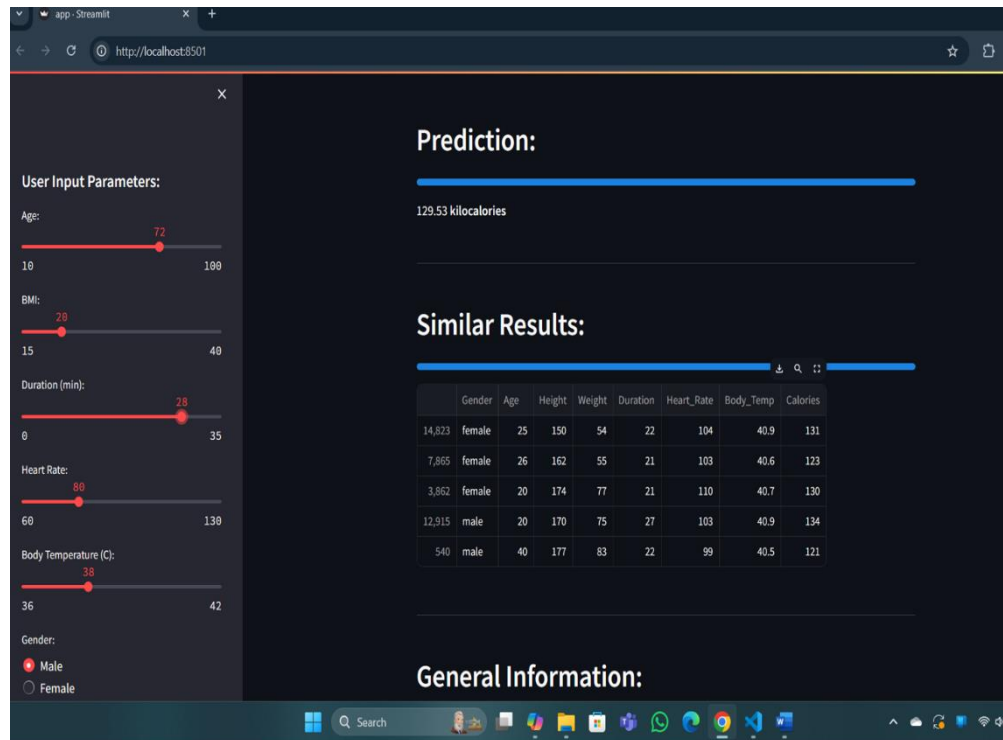 app · Streamlit
http://localhost:8501
User Input Parameters:
Age:
72
10 100
BMI:
20
15 40
Duration (min):
28
0 35
Heart Rate:
80
60 130
Body Temperature (C):
38
36 42
Gender:
Male
Female
Prediction:
129.53 kilocalories
Similar Results:
Gender Age Height Weight Duration Heart_Rate Body_Temp Calories
14,823 female 25 150 54 22 104 40.9 131
7,865 female 26 162 55 21 103 40.6 123
3,862 female 20 174 77 21 110 40.7 130
12,915 male 20 170 75 27 103 40.9 134
540 male 40 177 83 22 99 40.5 121
General Information:
Search